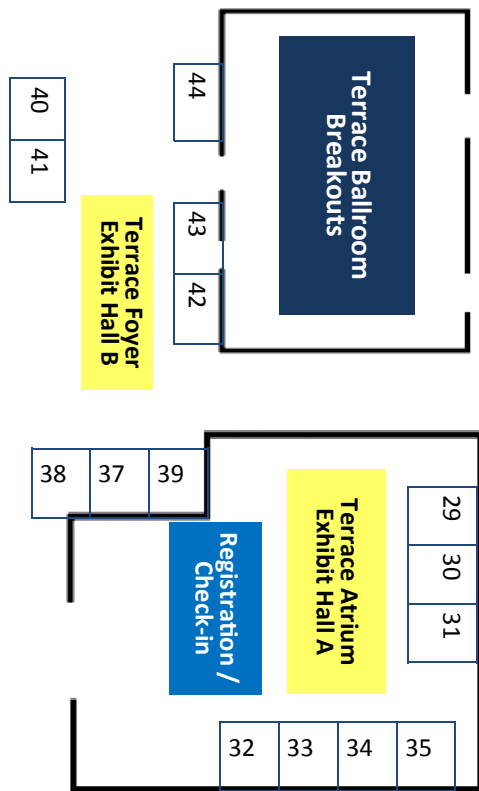 Terrace Ballroom
Breakouts
44
40
41
43
42
Terrace Foyer
Exhibit Hall B
38
37
39
Terrace Atrium
Exhibit Hall A
29
30
31
Registration /
Check-in
32
33
34
35